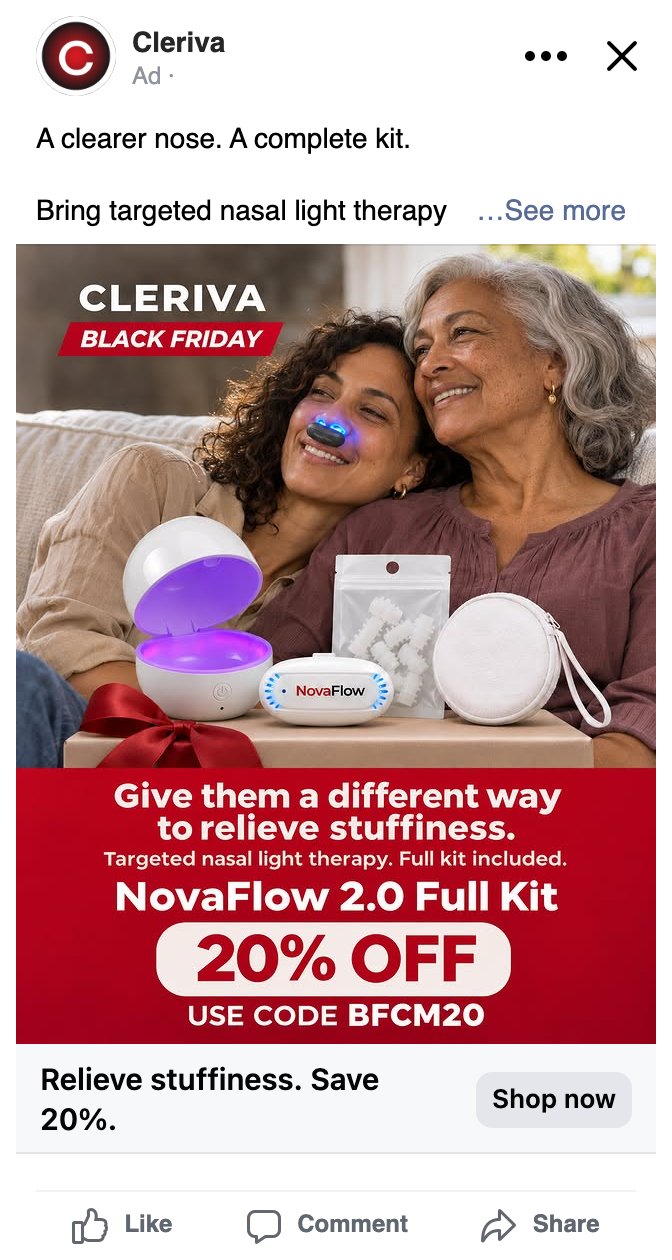 C
Cleriva
Ad ·
A clearer nose. A complete kit.
Bring targeted nasal light therapy ...See more
CLERIVA
BLACK FRIDAY
NovaFlow
Give them a different way
to relieve stuffiness.
Targeted nasal light therapy. Full kit included.
NovaFlow 2.0 Full Kit
20% OFF
USE CODE BFCM20
Relieve stuffiness. Save
20%.
Shop now
Like Comment Share